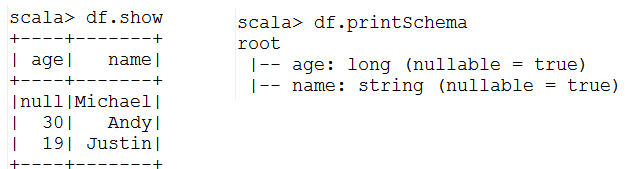 scala> df.show
+----+-------+
| age|   name|
+----+-------+
|null|Michael|
|  30|   Andy|
|  19| Justin|
+----+-------+
scala> df.printSchema
root
 |-- age: long (nullable = true)
 |-- name: string (nullable = true)